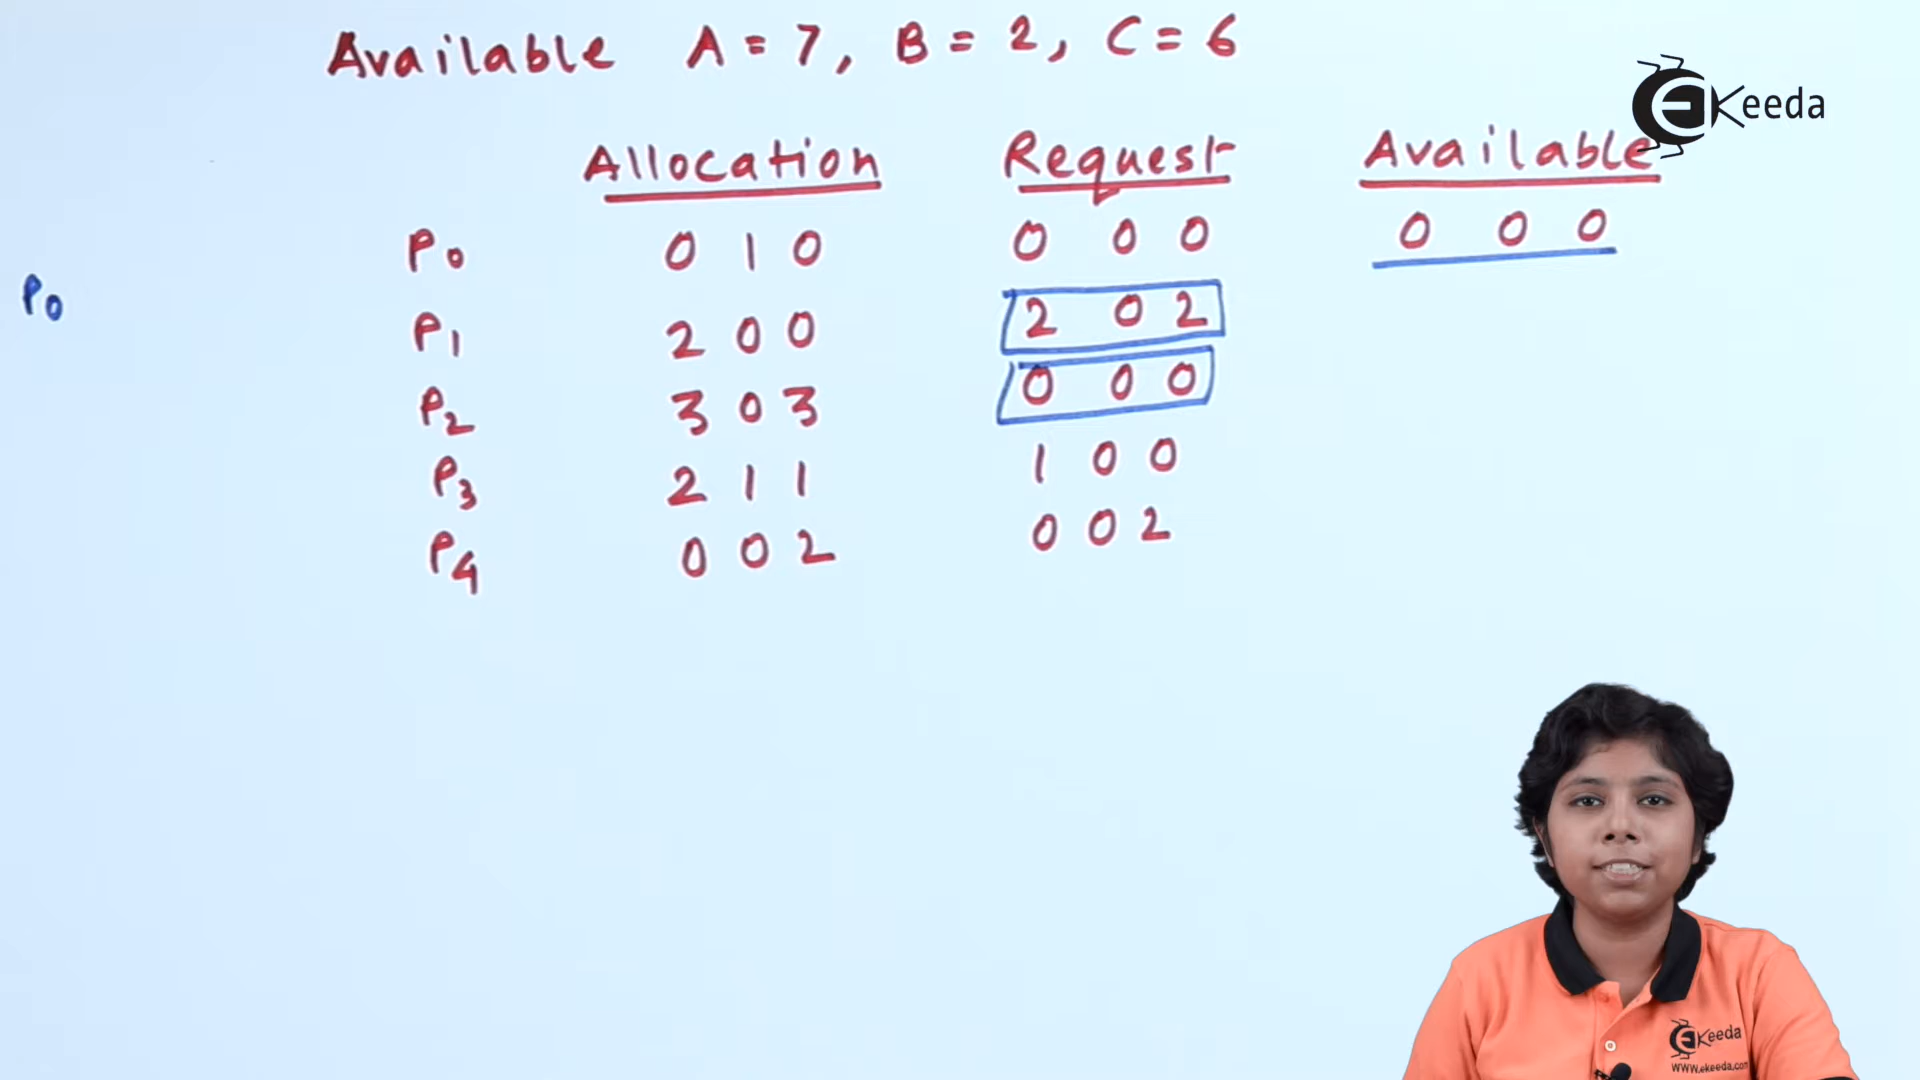 Available A = 7, B = 2, C = 6
Keeda
Allocation Request Available
P0 0 1 0 0 0 0 0 0 0
P0
P1 2 0 0 2 0 2
P2 3 0 3 0 0 0
P3 2 1 1 1 0 0
P4 0 0 2 0 0 2
Keeda
www.ekeeda.com